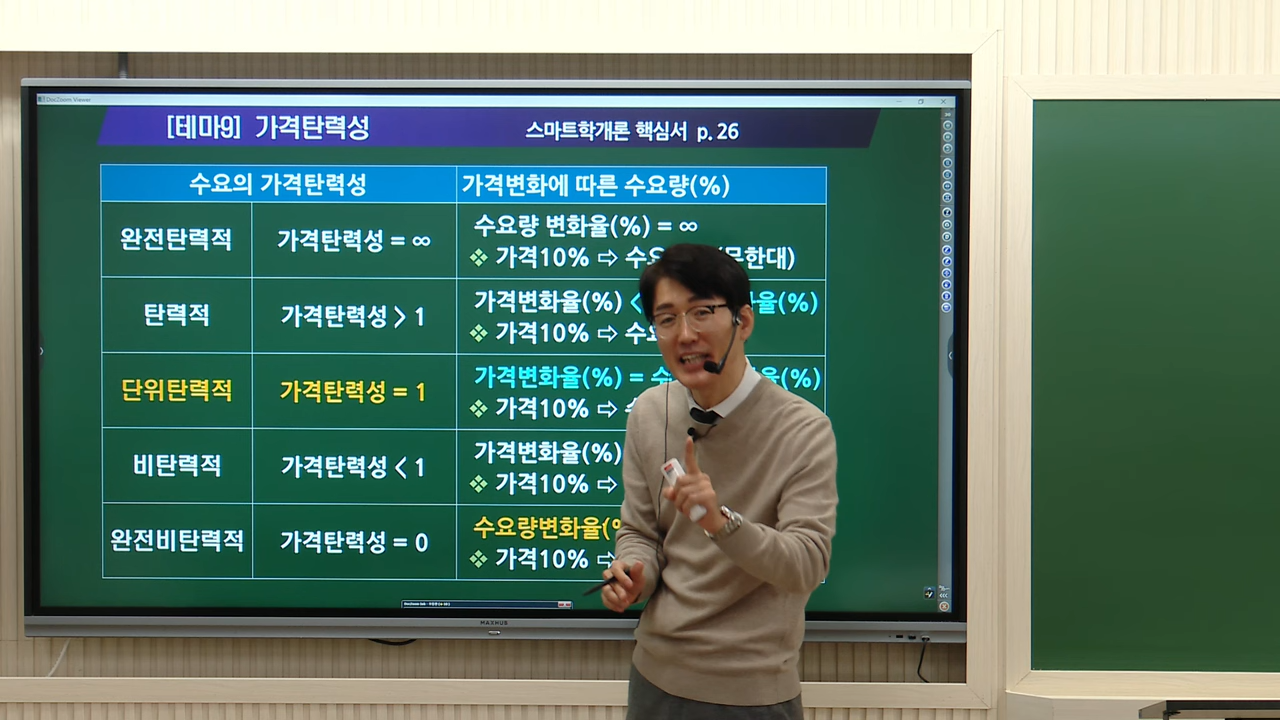 DocZoom Viewer
[테마9] 가격탄력성 스마트학개론 핵심서 p. 26
수요의 가격탄력성 가격변화에 따른 수요량(%)
완전탄력적 가격탄력성 = ∞ 수요량 변화율(%) = ∞
❖ 가격10% ⇨ 수요 (무한대)
탄력적 가격탄력성 > 1 가격변화율(%) < 율(%)
❖ 가격10% ⇨ 수요
단위탄력적 가격탄력성 = 1 가격변화율(%) = 수 율(%)
❖ 가격10% ⇨
비탄력적 가격탄력성 < 1 가격변화율(%)
❖ 가격10% ⇨
완전비탄력적 가격탄력성 = 0 수요량변화율(%
❖ 가격10% ⇨
MAXHUB